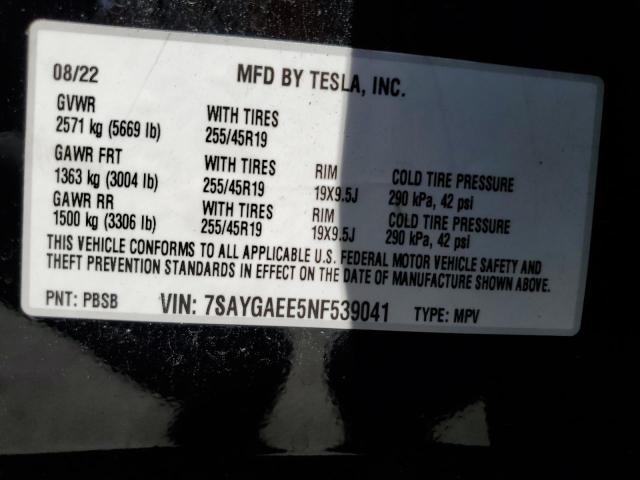 08/22 MFD BY TESLA, INC.
GVWR
2571 kg (5669 lb) WITH TIRES 255/45R19
GAWR FRT
1363 kg (3004 lb) WITH TIRES 255/45R19 RIM 19X9.5J COLD TIRE PRESSURE 290 kPa, 42 psi
GAWR RR
1500 kg (3306 lb) WITH TIRES 255/45R19 RIM 19X9.5J COLD TIRE PRESSURE 290 kPa, 42 psi
THIS VEHICLE CONFORMS TO ALL APPLICABLE U.S. FEDERAL MOTOR VEHICLE SAFETY AND
THEFT PREVENTION STANDARDS IN EFFECT ON THE DATE OF MANUFACTURE SHOWN ABOVE.
PNT: PBSB VIN: 7SAYGAEE5NF539041 TYPE: MPV